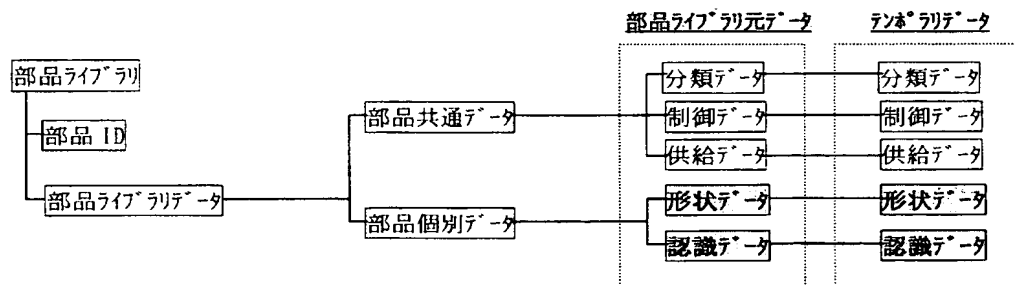 部品ライブラリ元データ
テンポラリデータ
部品ライブラリ
部品 ID
部品ライブラリデータ
部品共通データ
部品個別データ
分類データ
制御データ
供給データ
形状データ
認識データ
分類データ
制御データ
供給データ
形状データ
認識データ